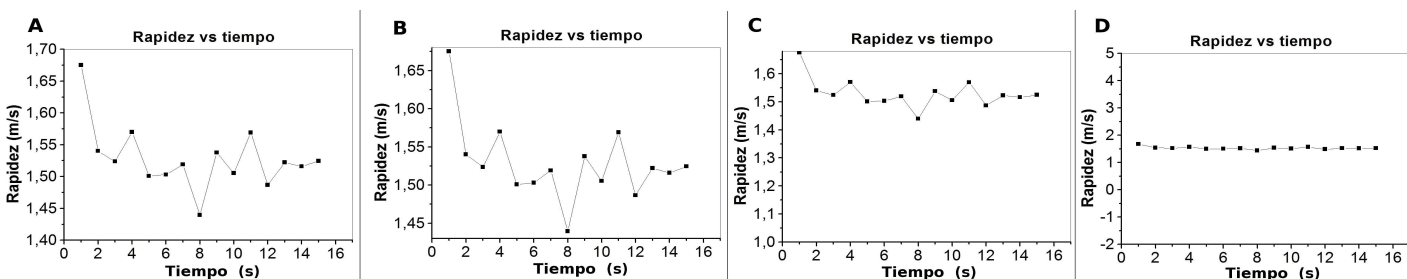 A
Rapidez vs tiempo
Rapidez (m/s)
1,70
1,65
1,60
1,55
1,50
1,45
1,40
0 2 4 6 8 10 12 14 16
Tiempo (s)
B
Rapidez vs tiempo
Rapidez (m/s)
1,65
1,60
1,55
1,50
1,45
0 2 4 6 8 10 12 14 16
Tiempo (s)
C
Rapidez vs tiempo
Rapidez (m/s)
1,6
1,5
1,4
1,3
1,2
1,1
1,0
0 2 4 6 8 10 12 14 16
Tiempo (s)
D
Rapidez vs tiempo
Rapidez (m/s)
5
4
3
2
1
0
-1
-2
0 2 4 6 8 10 12 14 16
Tiempo (s)